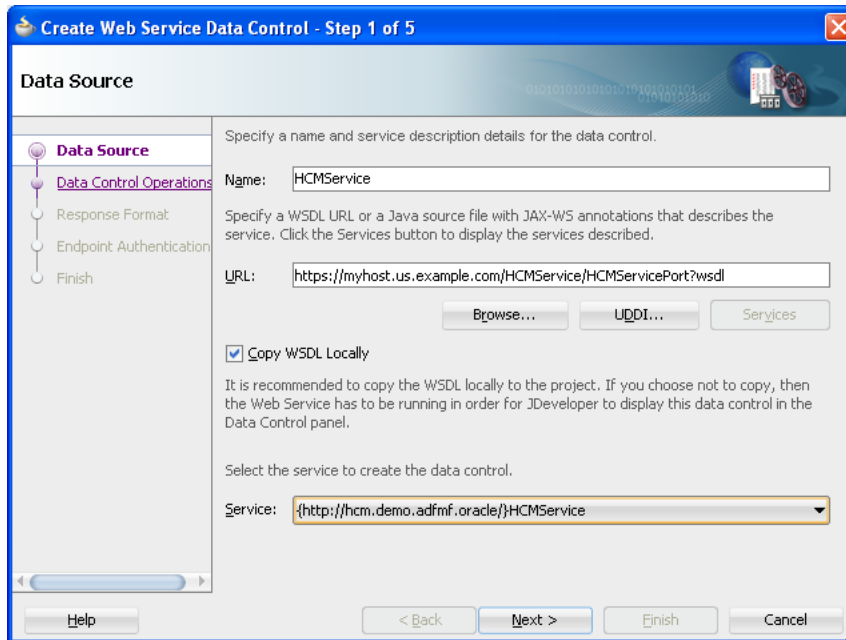 Create Web Service Data Control - Step 1 of 5
Data Source
010101010101010101010101
0101010101010
Data Source
Data Control Operations
Response Format
Endpoint Authentication
Finish
Specify a name and service description details for the data control.
Name: HCMService
Specify a WSDL URL or a Java source file with JAX-WS annotations that describes the
service. Click the Services button to display the services described.
URL: https://myhost.us.example.com/HCMService/HCMServicePort?wsdl
Browse... UDDI... Services
Copy WSDL Locally
It is recommended to copy the WSDL locally to the project. If you choose not to copy, then
the Web Service has to be running in order for JDeveloper to display this data control in the
Data Control panel.
Select the service to create the data control.
Service: {http://hcm.demo.adfmf.oracle/}HCMService
Help < Back Next > Finish Cancel